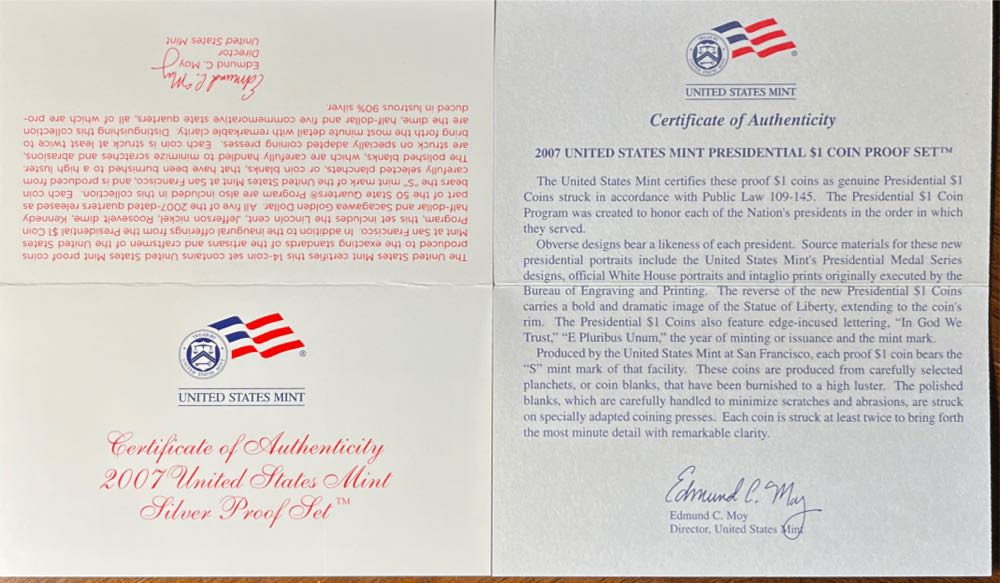 The United States Mint certifies this 14-coin set contains United States Mint proof coins
produced to the exacting standards of the artisans and craftsmen of the United States
Mint at San Francisco. In addition to the inaugural offerings from the Presidential $1 Coin
Program, this set includes the Lincoln cent, Jefferson nickel, Roosevelt dime, Kennedy
half-dollar and Sacagawea Golden Dollar. All five of the 2007-dated quarters released as
part of the 50 State Quarters® Program are also included in this collection. Each coin
bears the "S" mint mark of the United States Mint at San Francisco, and is produced from
carefully selected planchets, or coin blanks, that have been burnished to a high luster.
The polished blanks, which are carefully handled to minimize scratches and abrasions,
are struck on specially adapted coining presses. Each coin is struck at least twice to
bring forth the most minute detail with remarkable clarity. Distinguishing this collection
are the dime, half-dollar and five commemorative state quarters, all of which are pro-
duced in lustrous 90% silver.
Edmund C. Moy
Edmund C. Moy
Director
United States Mint
TREASURY
UNITED STATES MINT
®
UNITED STATES MINT
Certificate of Authenticity
2007 United States Mint
Silver Proof Set™
TREASURY
UNITED STATES MINT
®
UNITED STATES MINT
Certificate of Authenticity
2007 UNITED STATES MINT PRESIDENTIAL $1 COIN PROOF SET™
The United States Mint certifies these proof $1 coins as genuine Presidential $1
Coins struck in accordance with Public Law 109-145. The Presidential $1 Coin
Program was created to honor each of the Nation's presidents in the order in which
they served.
Obverse designs bear a likeness of each president. Source materials for these new
presidential portraits include the United States Mint's Presidential Medal Series
designs, official White House portraits and intaglio prints originally executed by the
Bureau of Engraving and Printing. The reverse of the new Presidential $1 Coins
carries a bold and dramatic image of the Statue of Liberty, extending to the coin's
rim. The Presidential $1 Coins also feature edge-incused lettering, "In God We
Trust," "E Pluribus Unum," the year of minting or issuance and the mint mark.
Produced by the United States Mint at San Francisco, each proof $1 coin bears the
"S" mint mark of that facility. These coins are produced from carefully selected
planchets, or coin blanks, that have been burnished to a high luster. The polished
blanks, which are carefully handled to minimize scratches and abrasions, are struck
on specially adapted coining presses. Each coin is struck at least twice to bring forth
the most minute detail with remarkable clarity.
Edmund C. Moy
Edmund C. Moy
Director, United States Mint